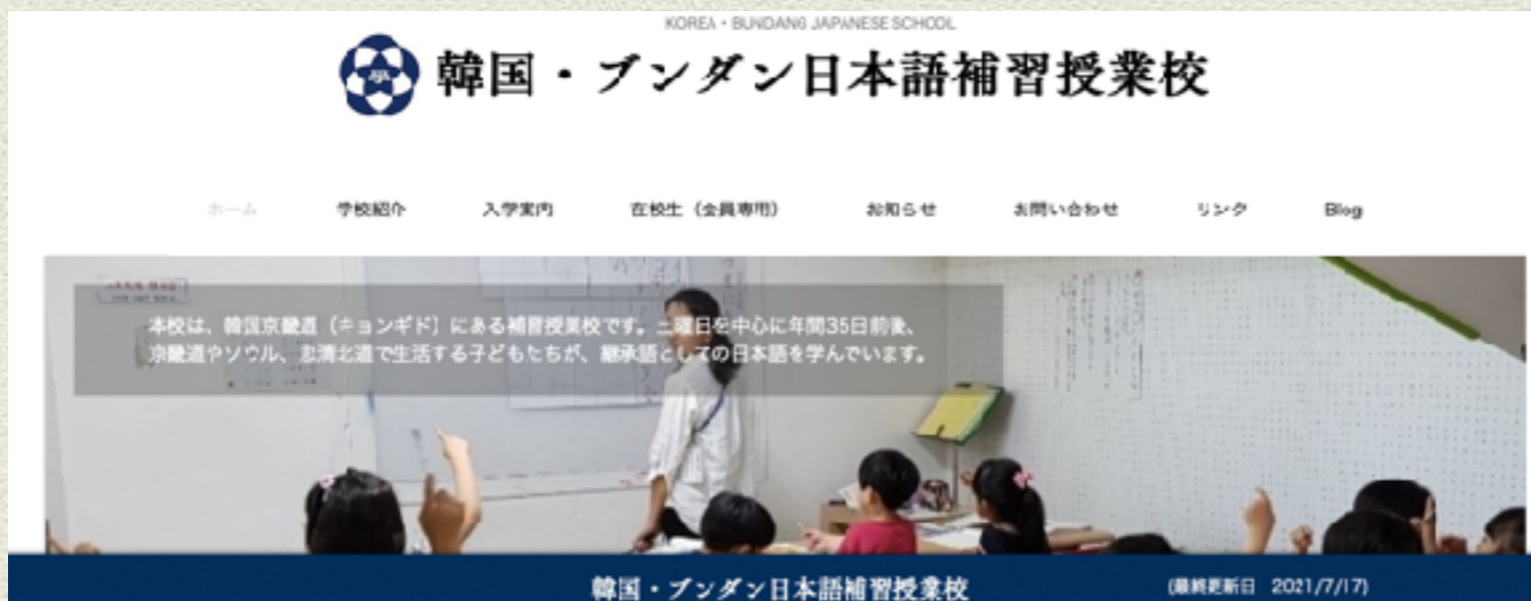 KOREA・BUNDANG JAPANESE SCHOOL
韓国・ブンダン日本語補習授業校
ホーム 学校紹介 入学案内 在校生（会員専用） お知らせ お問い合わせ リンク Blog
本校は、韓国京畿道（キョンギド）にある補習授業校です。土曜日を中心に年間35日前後、
京畿道やソウル、忠清北道で生活する子どもたちが、継承語としての日本語を学んでいます。
韓国・ブンダン日本語補習授業校
(最終更新日 2021/7/17)